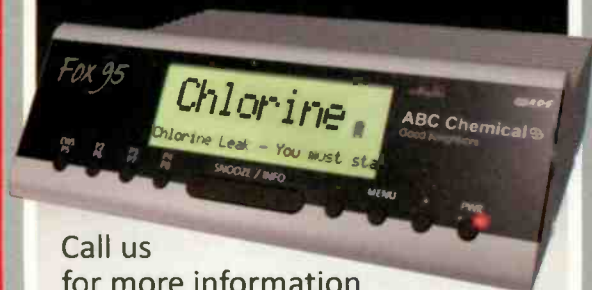 Fox 95
Chlorine
Chlorine Leak - You must sta
RDS
ABC Chemical
Good Neighbors
SNOOZE / INFO
MENU
PWR
Call us
for more information